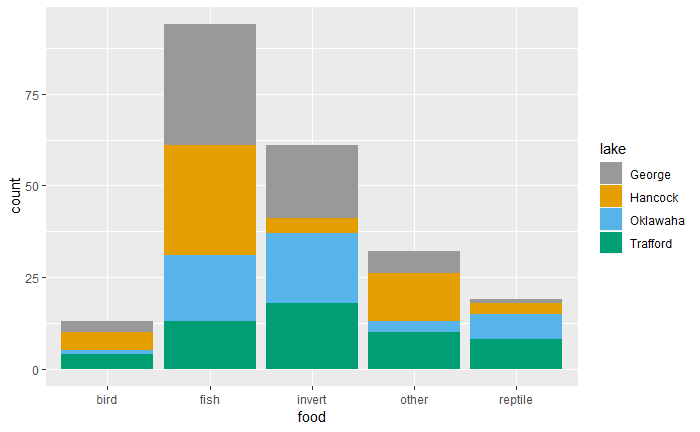 count
75
50
25
0
bird fish invert other reptile
food
lake
George
Hancock
Oklawaha
Trafford